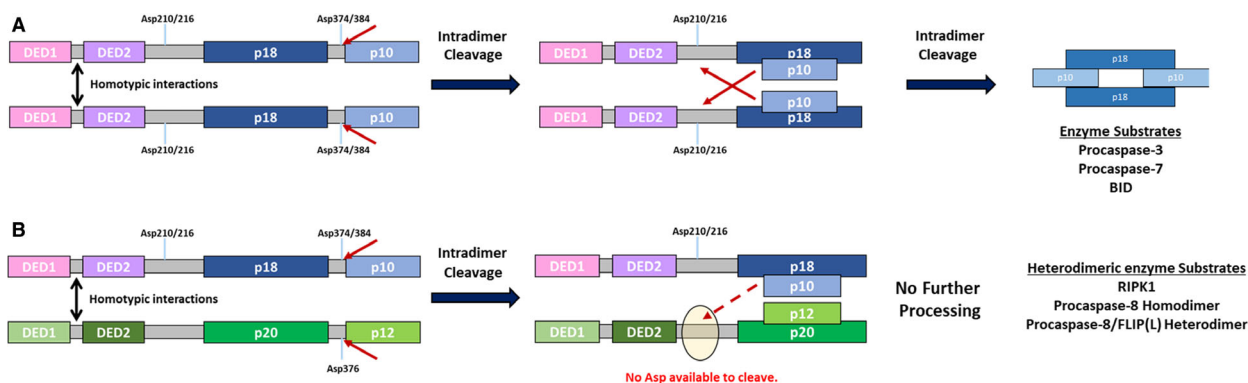 A
Asp210/216
Asp374/384
DED1
DED2
p18
p10
Homotypic interactions
DED1
DED2
p18
p10
Asp210/216
Asp374/384
Intradimer
Cleavage
Asp210/216
DED1
DED2
p18
p10
p10
DED1
DED2
p18
Asp210/216
Intradimer
Cleavage
p18
p10
p10
p18
Enzyme Substrates
Procaspase-3
Procaspase-7
BID
B
Asp210/216
Asp374/384
DED1
DED2
p18
p10
Homotypic interactions
DED1
DED2
p20
p12
Asp376
Intradimer
Cleavage
Asp210/216
DED1
DED2
p18
p10
p12
DED1
DED2
p20
No Asp available to cleave.
No Further
Processing
Heterodimeric enzyme Substrates
RIPK1
Procaspase-8 Homodimer
Procaspase-8/FLIP(L) Heterodimer